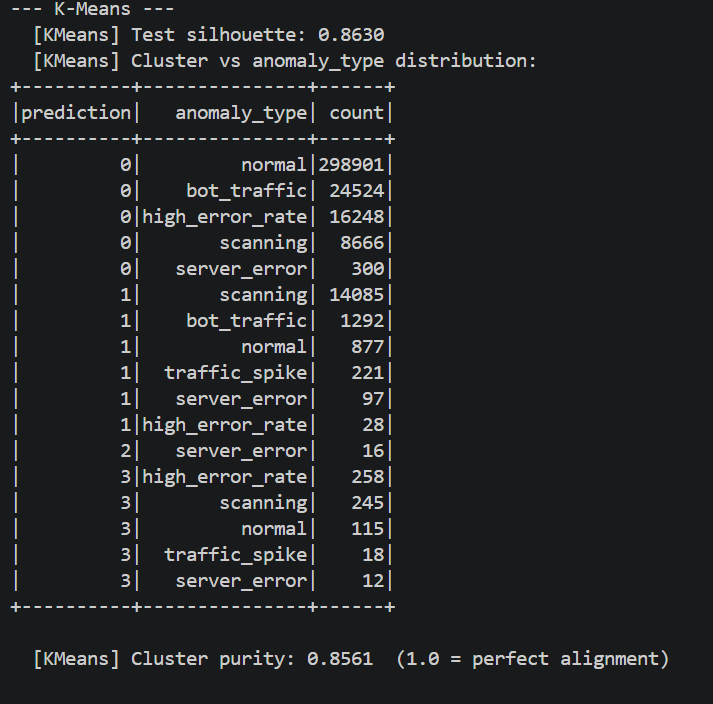 --- K-Means ---
[KMeans] Test silhouette: 0.8630
[KMeans] Cluster vs anomaly_type distribution:
+----------+---------------+------+
|prediction|   anomaly_type| count|
+----------+---------------+------+
|         0|         normal|298901|
|         0|    bot_traffic| 24524|
|         0|high_error_rate| 16248|
|         0|       scanning|  8666|
|         0|   server_error|   300|
|         1|       scanning| 14085|
|         1|    bot_traffic|  1292|
|         1|         normal|   877|
|         1|  traffic_spike|   221|
|         1|   server_error|    97|
|         1|high_error_rate|    28|
|         2|   server_error|    16|
|         3|high_error_rate|   258|
|         3|       scanning|   245|
|         3|         normal|   115|
|         3|  traffic_spike|    18|
|         3|   server_error|    12|
+----------+---------------+------+
[KMeans] Cluster purity: 0.8561  (1.0 = perfect alignment)